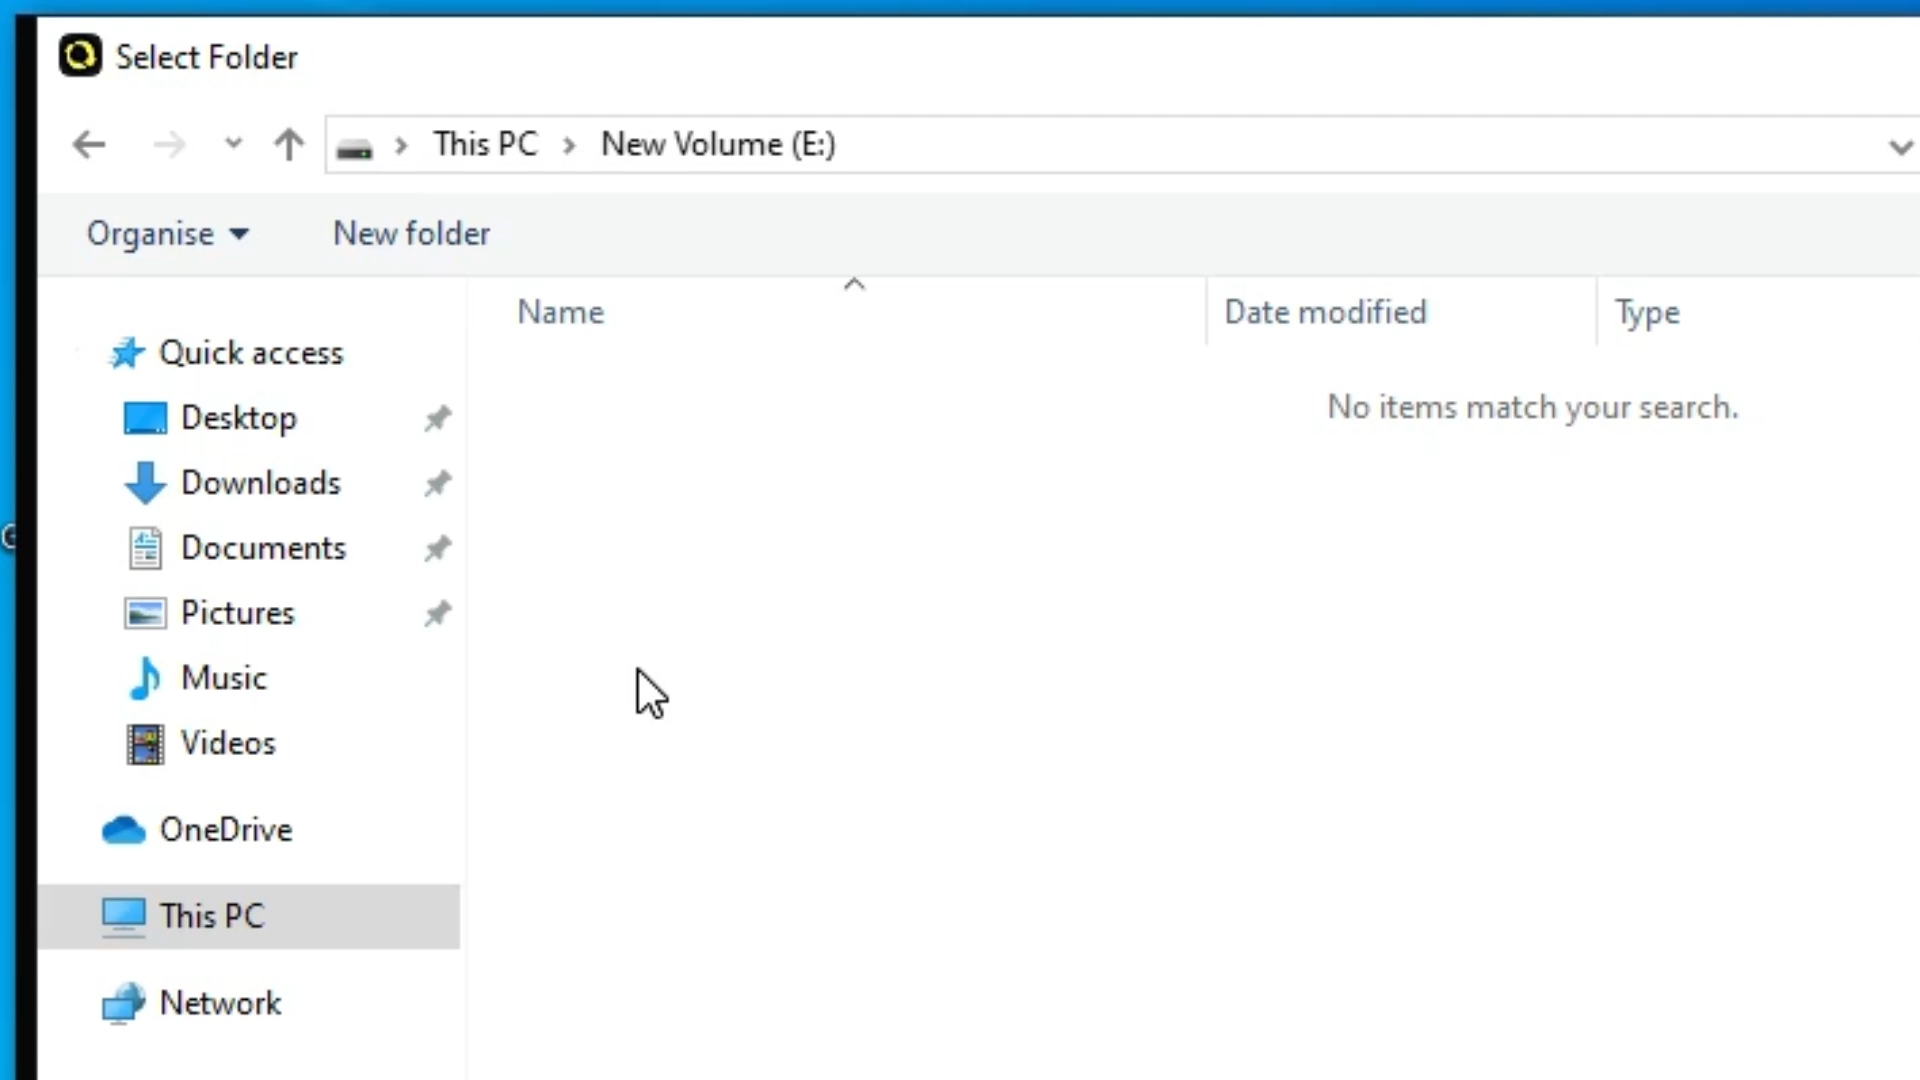 Select Folder
This PC > New Volume (E:)
Organise New folder
Name Date modified Type
No items match your search.
Quick access
Desktop
Downloads
Documents
Pictures
Music
Videos
OneDrive
This PC
Network